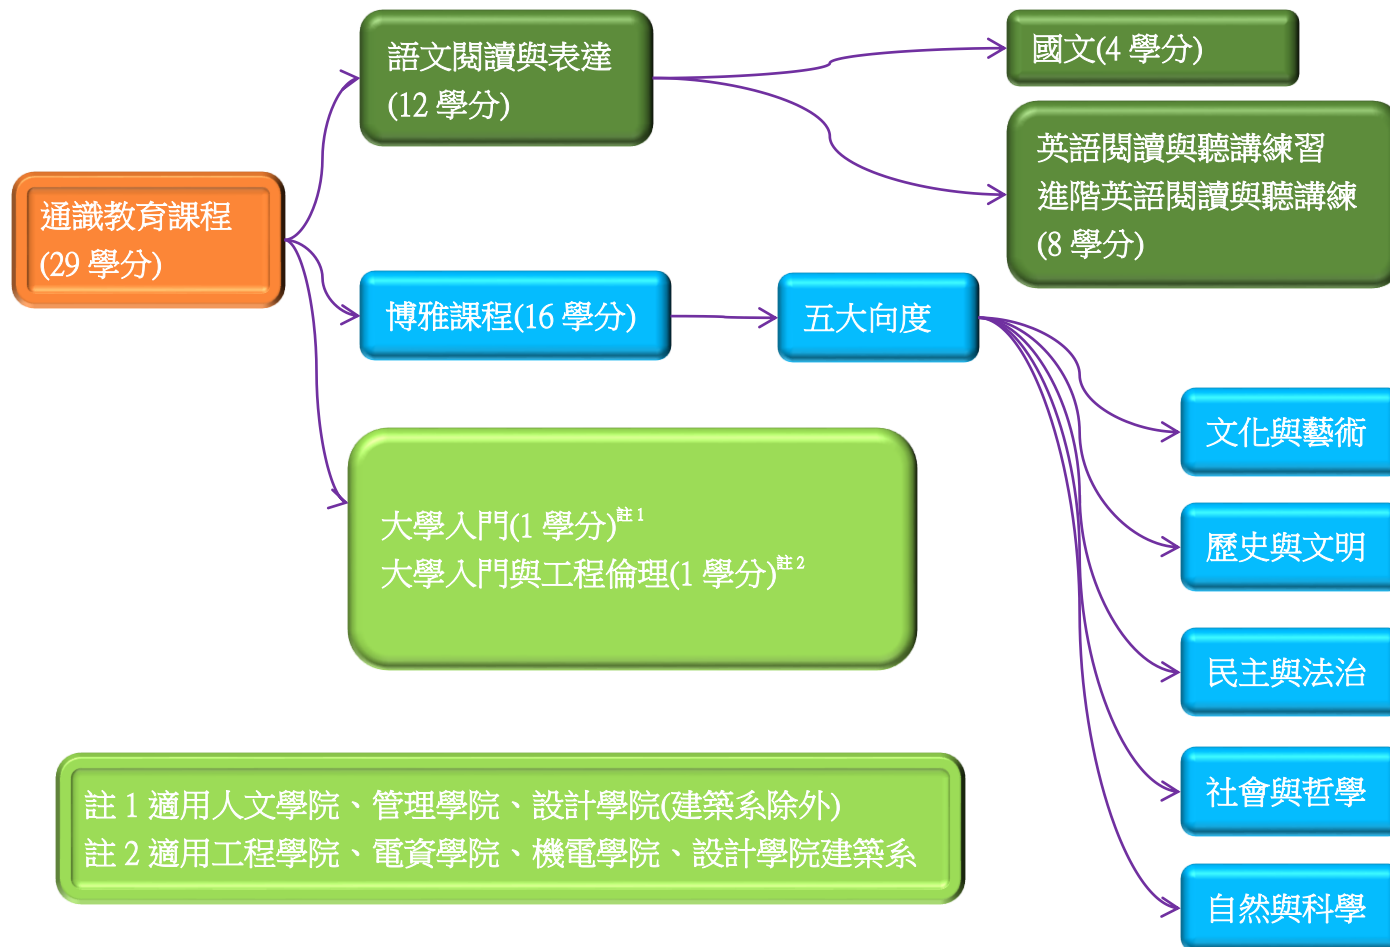 語文閱讀與表達
(12 學分)
國文(4 學分)
英語閱讀與聽講練習
進階英語閱讀與聽講練
(8 學分)
通識教育課程
(29 學分)
博雅課程(16 學分)
五大向度
文化與藝術
歷史與文明
民主與法治
社會與哲學
自然與科學
大學入門(1 學分)註 1
大學入門與工程倫理(1 學分)註 2
註 1 適用人文學院、管理學院、設計學院(建築系除外)
註 2 適用工程學院、電資學院、機電學院、設計學院建築系